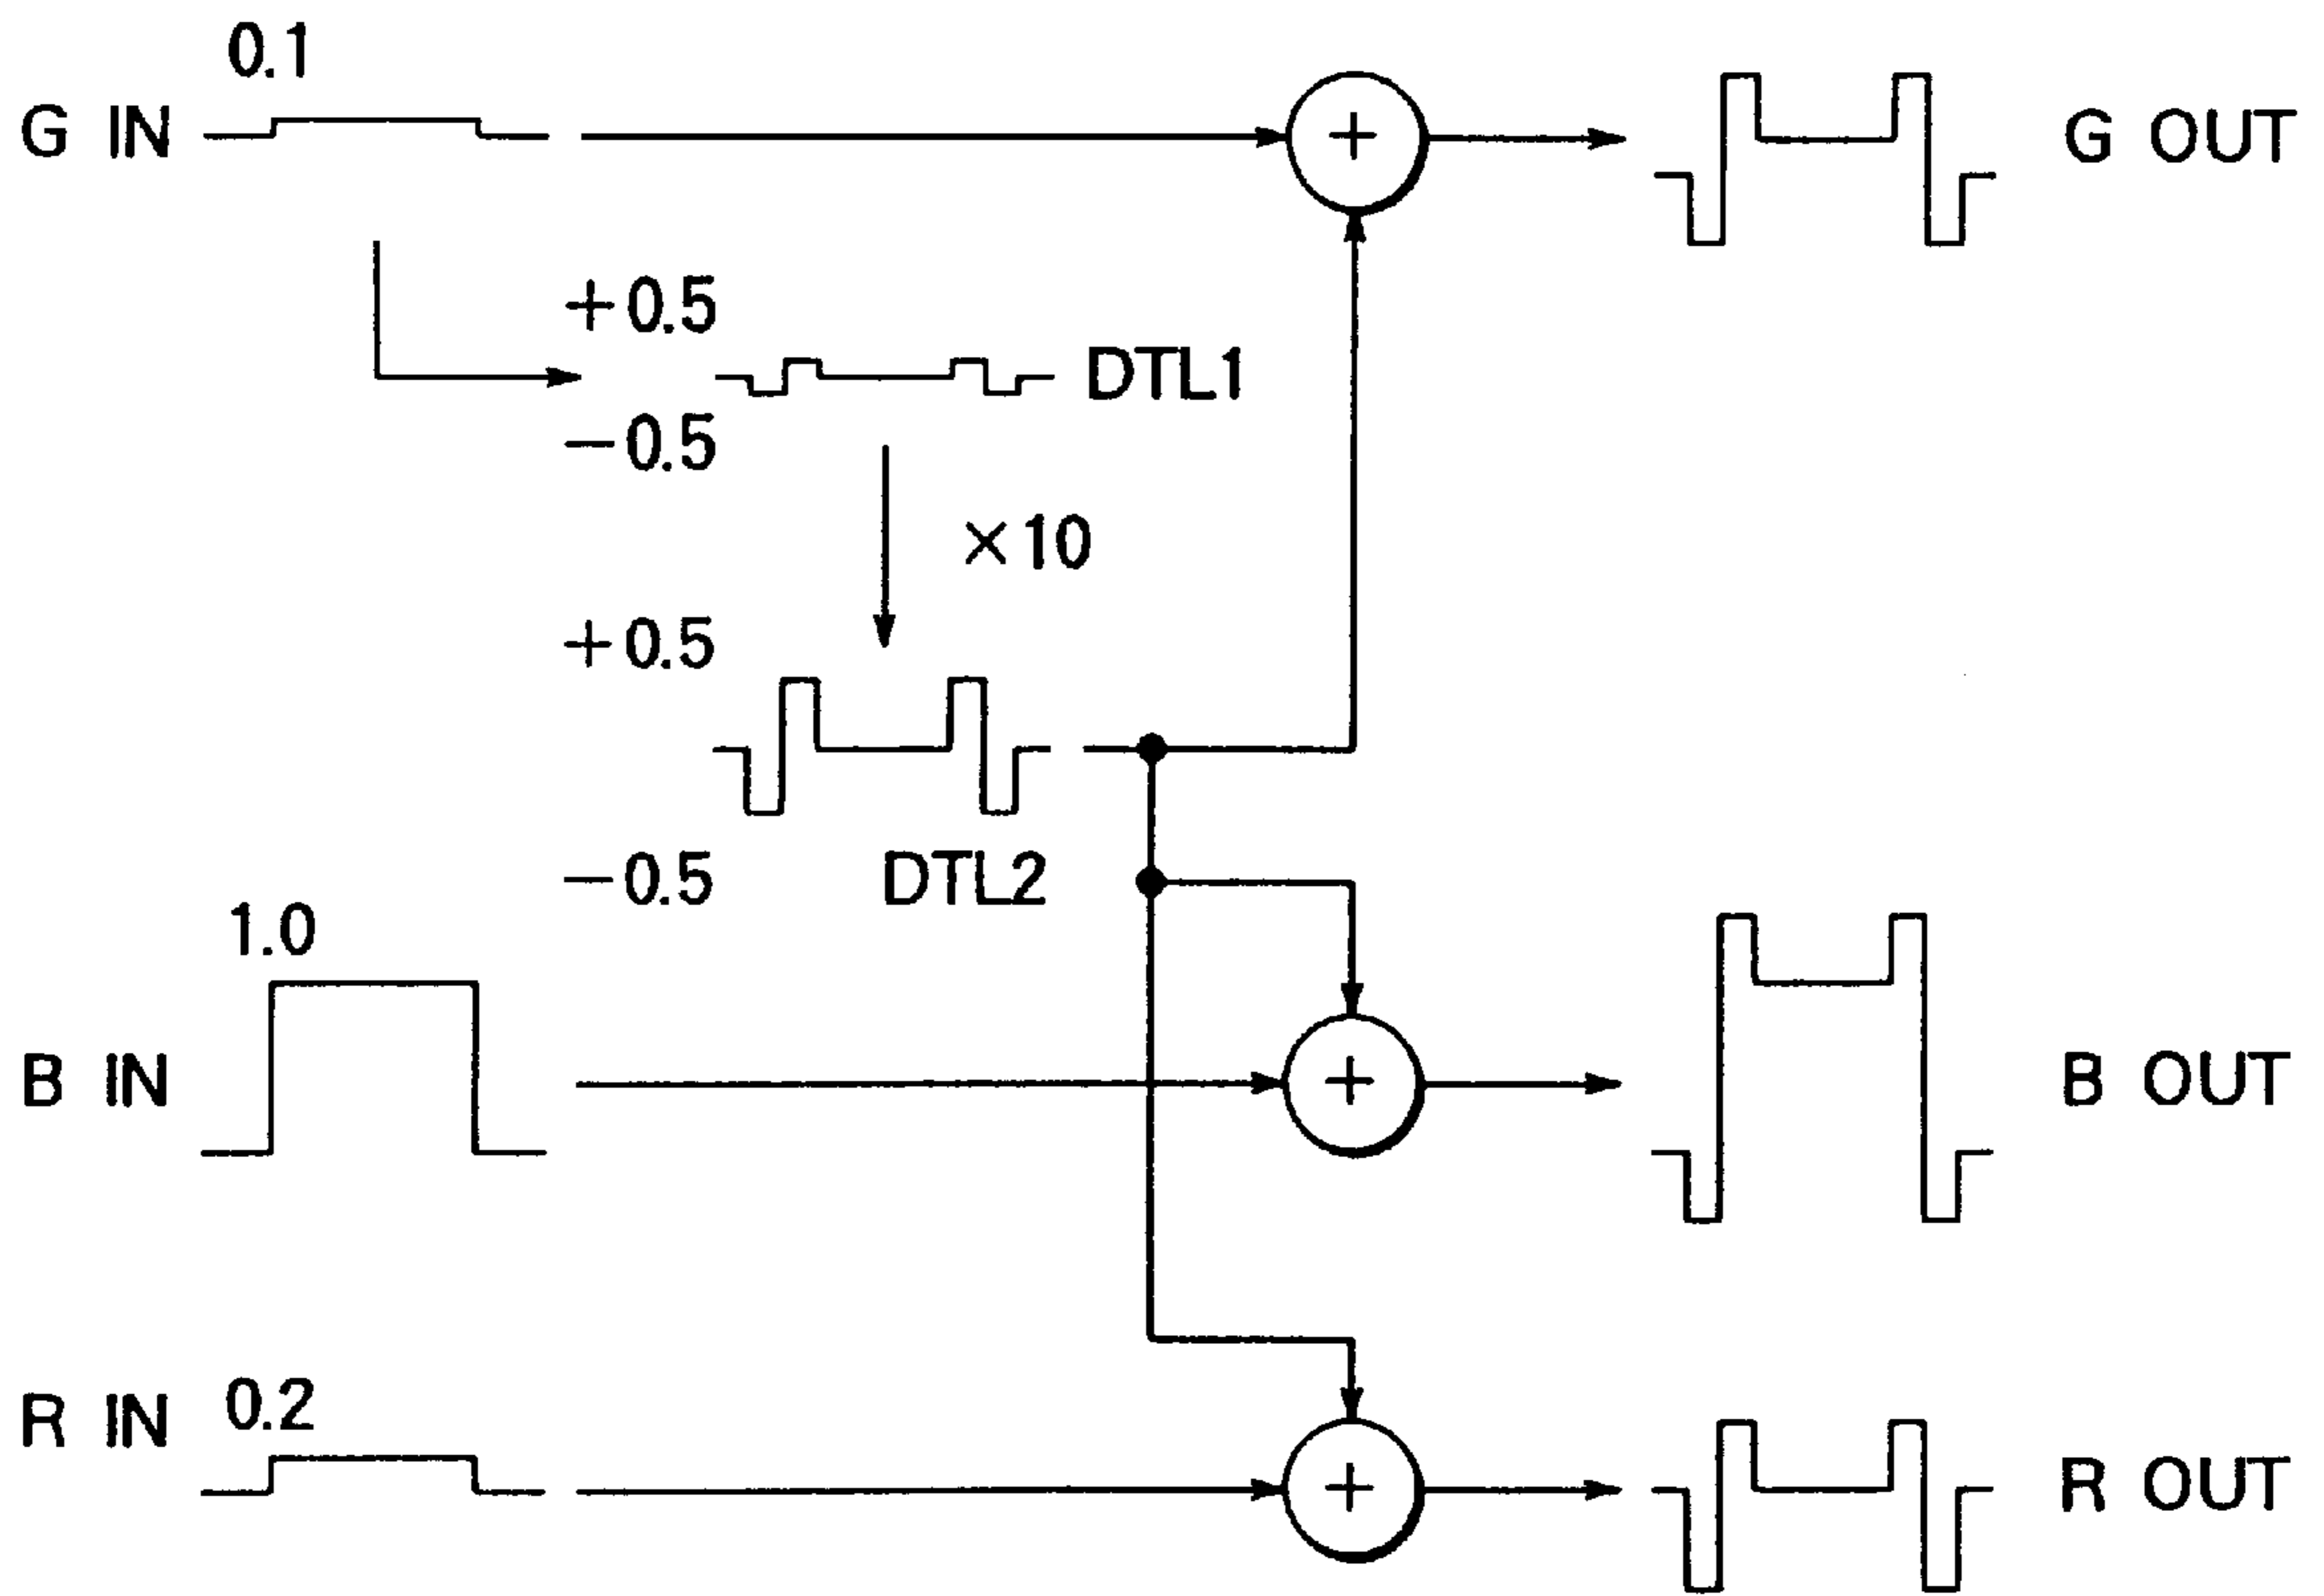 0.1
G IN
G OUT
+0.5
DTL1
−0.5
×10
+0.5
−0.5
DTL2
1.0
B IN
B OUT
0.2
R IN
R OUT